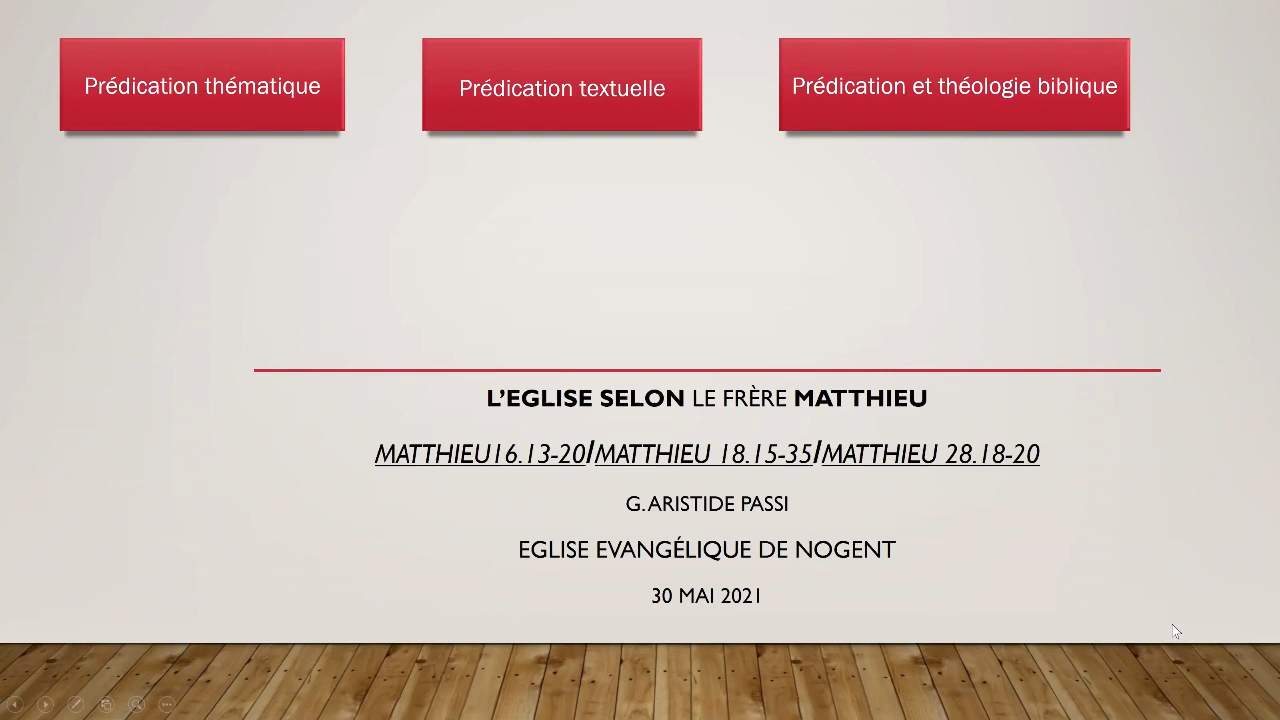 Prédication thématique
Prédication textuelle
Prédication et théologie biblique
L’EGLISE SELON LE FRÈRE MATTHIEU
MATTHIEU16.13-20/MATTHIEU 18.15-35/MATTHIEU 28.18-20
G.ARISTIDE PASSI
EGLISE EVANGÉLIQUE DE NOGENT
30 MAI 2021